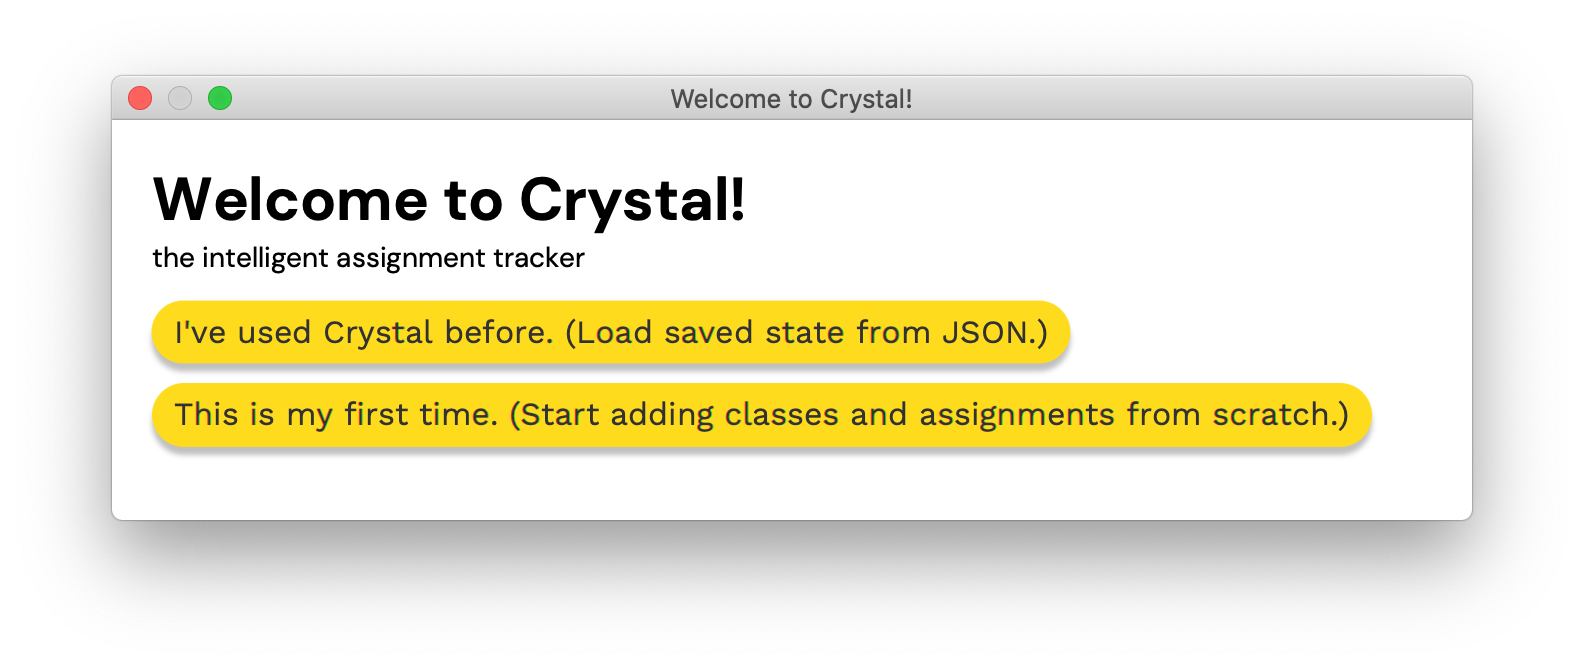 Welcome to Crystal!
Welcome to Crystal!
the intelligent assignment tracker
I've used Crystal before. (Load saved state from JSON.)
This is my first time. (Start adding classes and assignments from scratch.)